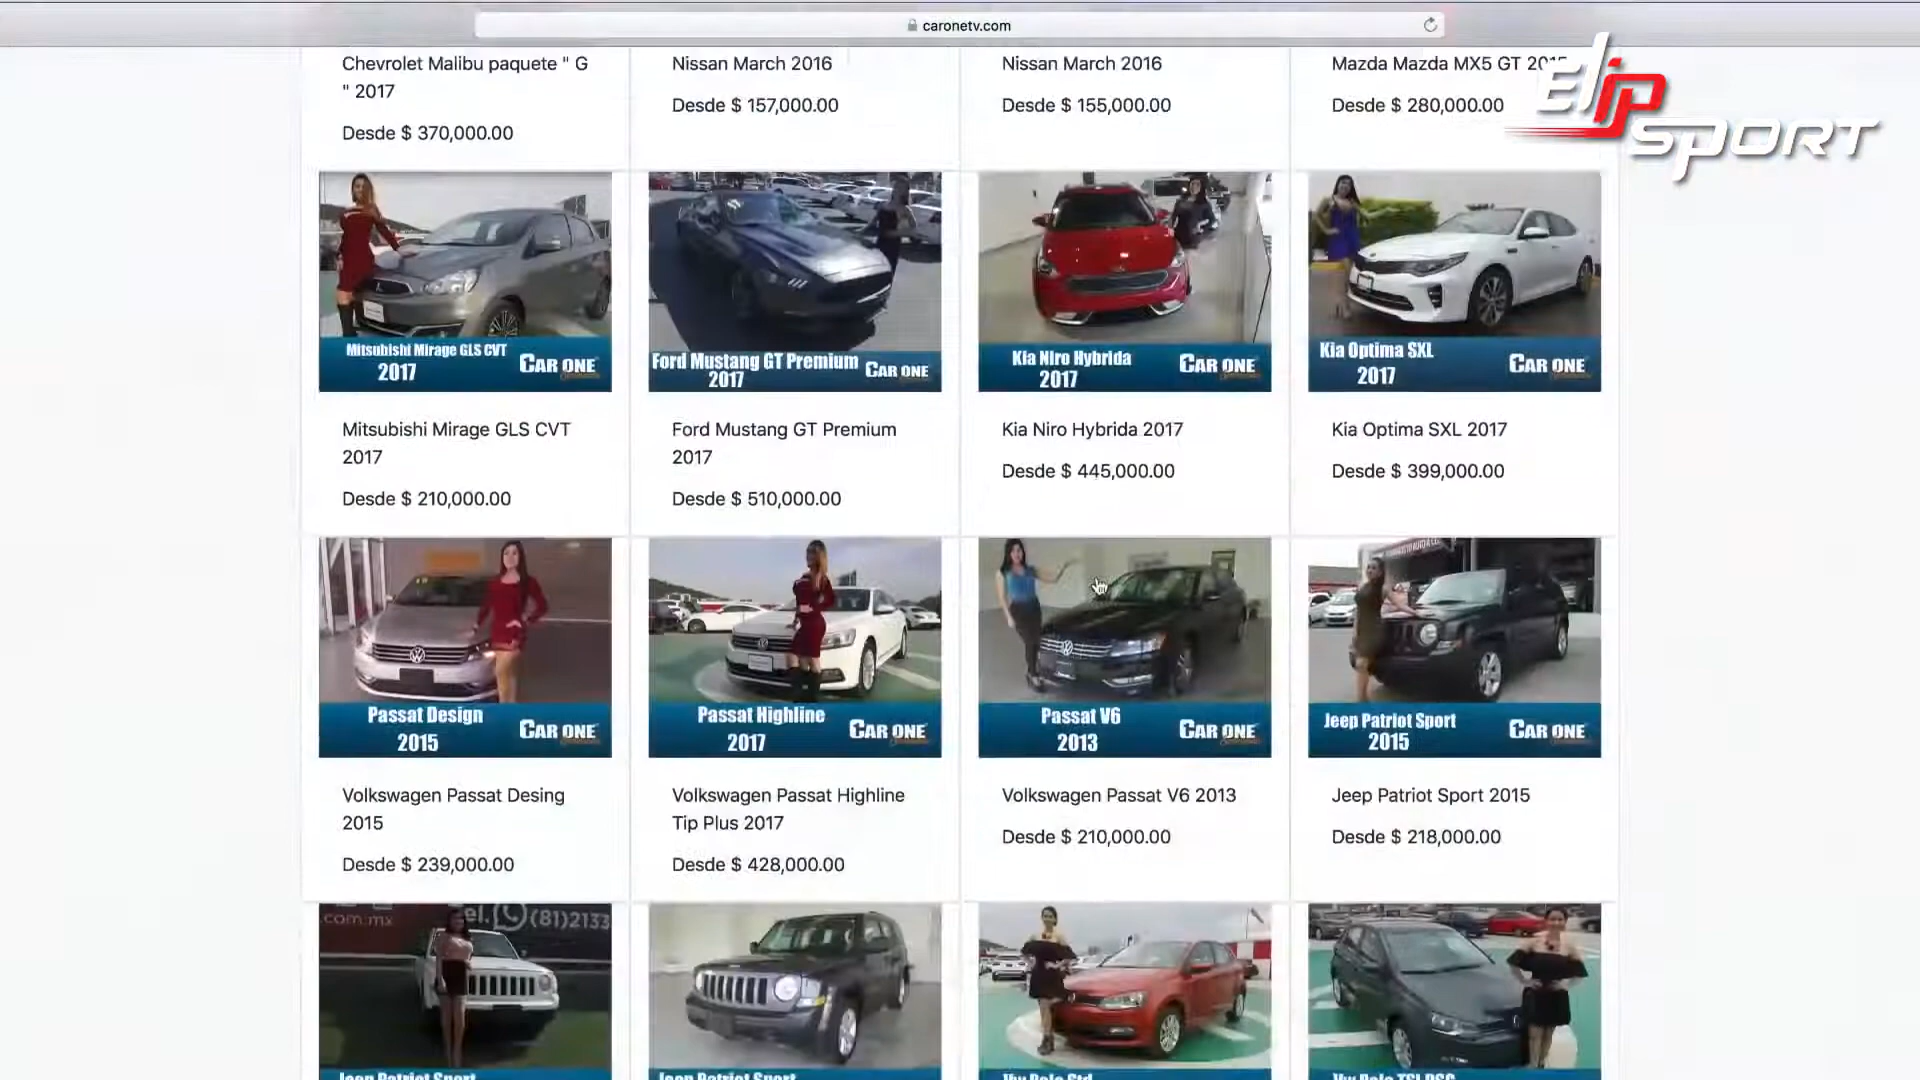 caronetv.com
Chevrolet Malibu paquete " G
" 2017
Desde $ 370,000.00
Nissan March 2016
Desde $ 157,000.00
Nissan March 2016
Desde $ 155,000.00
Mazda Mazda MX5 GT
Desde $ 280,000.00
Elip
SPORT
Mitsubishi Mirage GLS CVT
2017
CAR ONE
Ford Mustang GT Premium
2017
CAR ONE
Kia Niro Hybrida
2017
CAR ONE
Kia Optima SXL
2017
CAR ONE
Mitsubishi Mirage GLS CVT
2017
Desde $ 210,000.00
Ford Mustang GT Premium
2017
Desde $ 510,000.00
Kia Niro Hybrida 2017
Desde $ 445,000.00
Kia Optima SXL 2017
Desde $ 399,000.00
Passat Design
2015
CAR ONE
Passat Highline
2017
CAR ONE
Passat V6
2013
CAR ONE
Jeep Patriot Sport
2015
CAR ONE
Volkswagen Passat Desing
2015
Desde $ 239,000.00
Volkswagen Passat Highline
Tip Plus 2017
Desde $ 428,000.00
Volkswagen Passat V6 2013
Desde $ 210,000.00
Jeep Patriot Sport 2015
Desde $ 218,000.00
.com.mx
el. (81)2133
Jeep Patriot Sport
Jeep Patriot Sport